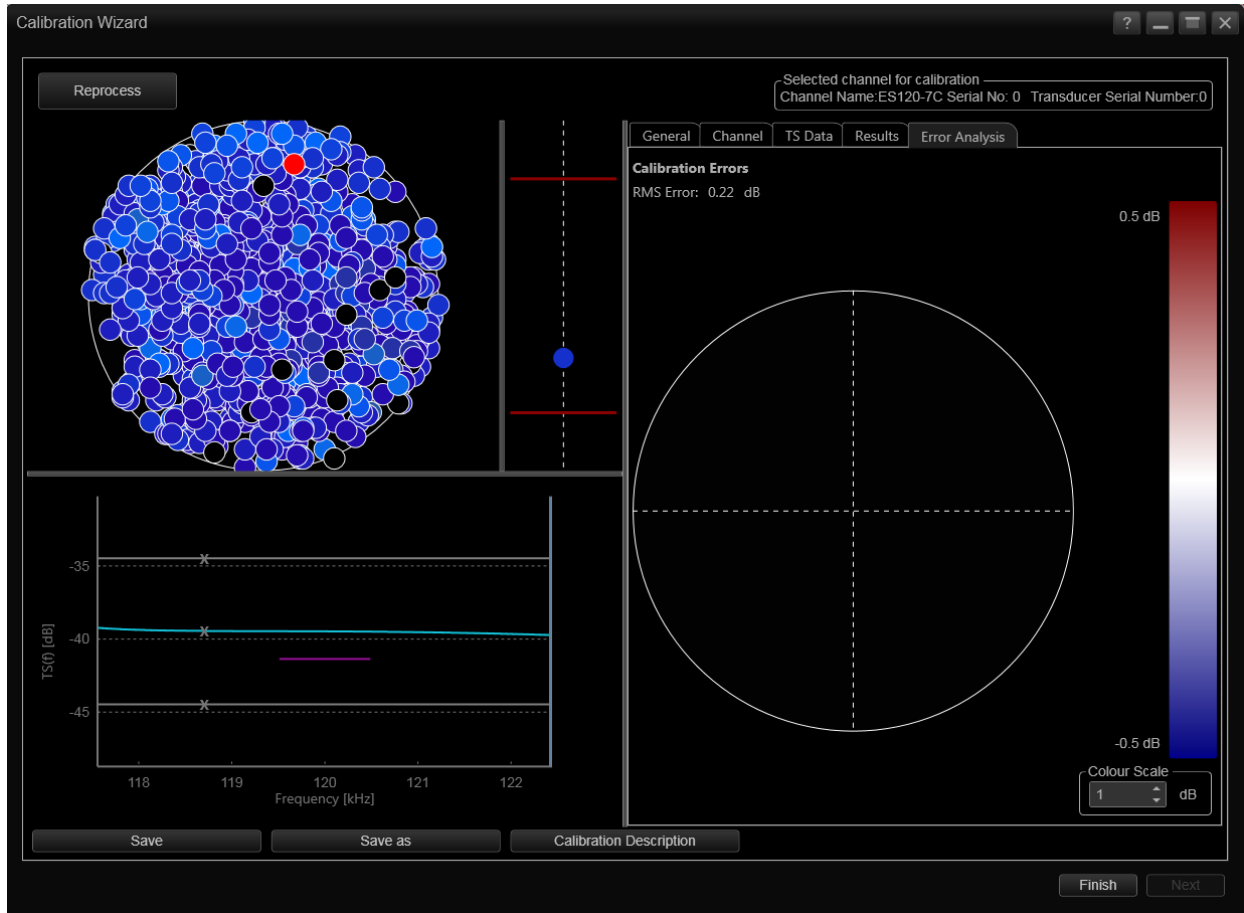 Calibration Wizard
?
Reprocess
Selected channel for calibration
Channel Name:ES120-7C Serial No: 0 Transducer Serial Number:0
General Channel TS Data Results Error Analysis
Calibration Errors
RMS Error: 0.22 dB
0.5 dB
-0.5 dB
Colour Scale
1 dB
TS(f) [dB]
-35
-40
-45
x
x
x
118 119 120 121 122
Frequency [kHz]
Save Save as Calibration Description
Finish Next